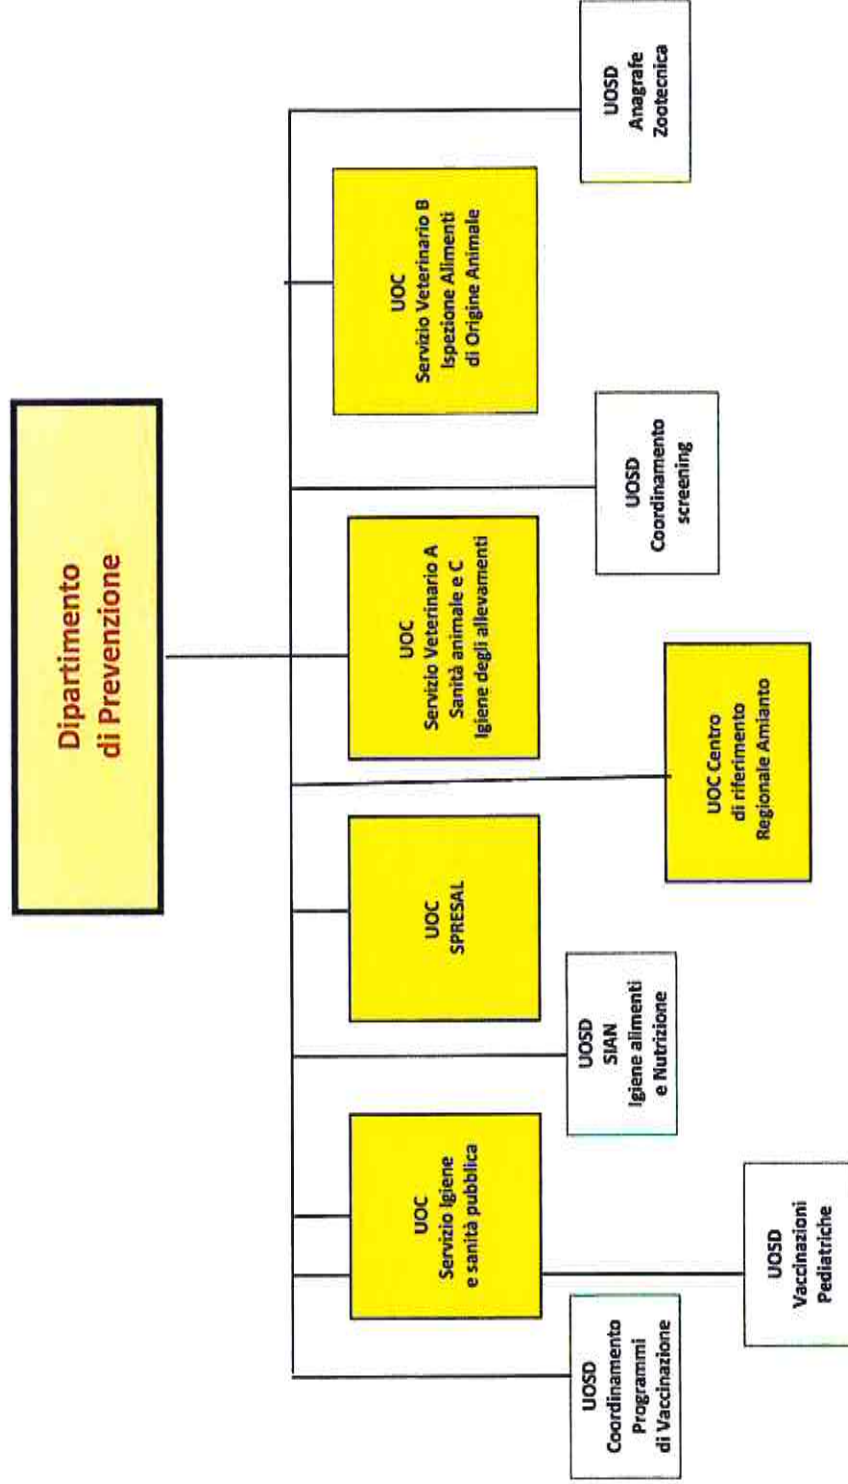 Dipartimento
di Prevenzione
UOC
Servizio Igiene
e sanità pubblica
UOC
SPRESAL
UOC
Servizio Veterinario A
Sanità animale e C
Igiene degli allevamenti
UOC
Servizio Veterinario B
Ispezione Alimenti
di Origine Animale
UOSD
Coordinamento
Programmi
di Vaccinazione
UOSD
SIAN
Igiene alimenti
e Nutrizione
UOSD
Coordinamento
screening
UOSD
Anagrafe
Zootecnica
UOC Centro
di riferimento
Regionale Amianto
UOSD
Vaccinazioni
Pediatriche